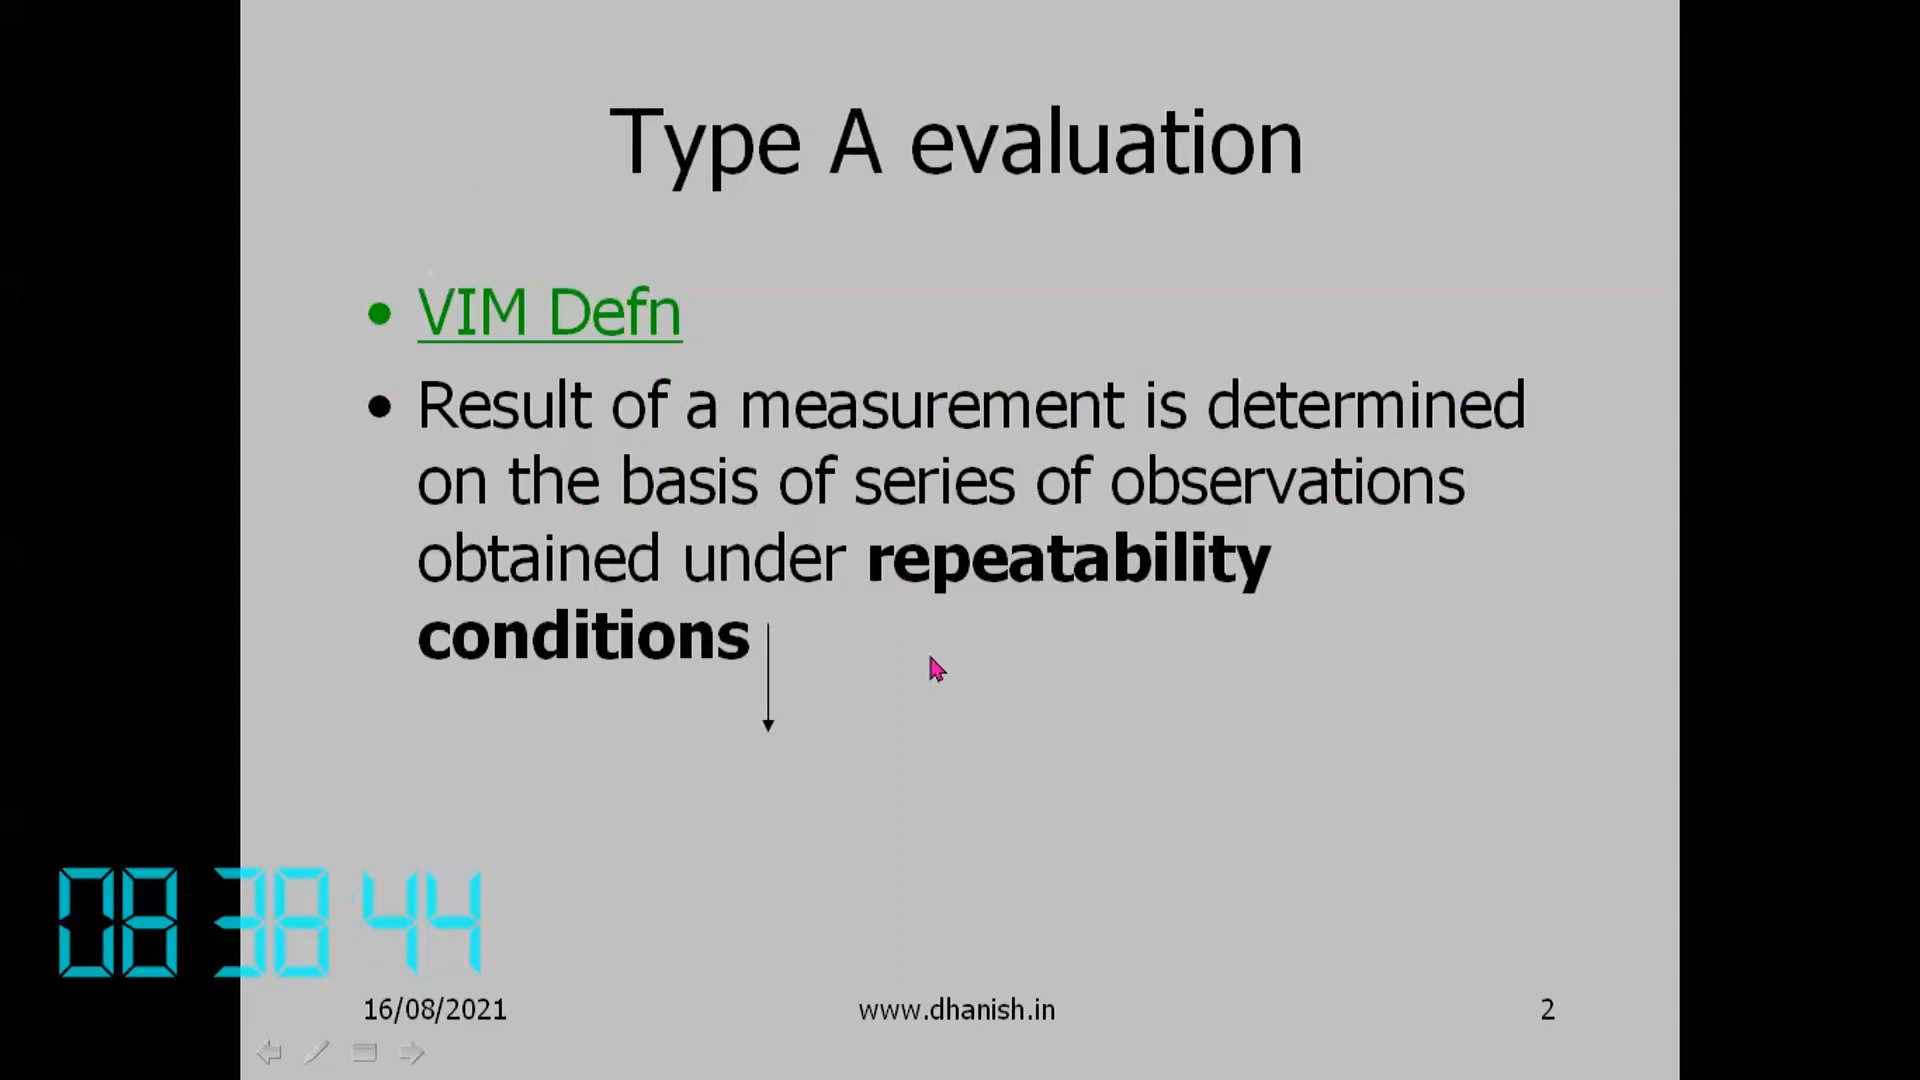 Type A evaluation
• VIM Defn
• Result of a measurement is determined
on the basis of series of observations
obtained under repeatability
conditions
08 38 44
16/08/2021
www.dhanish.in
2